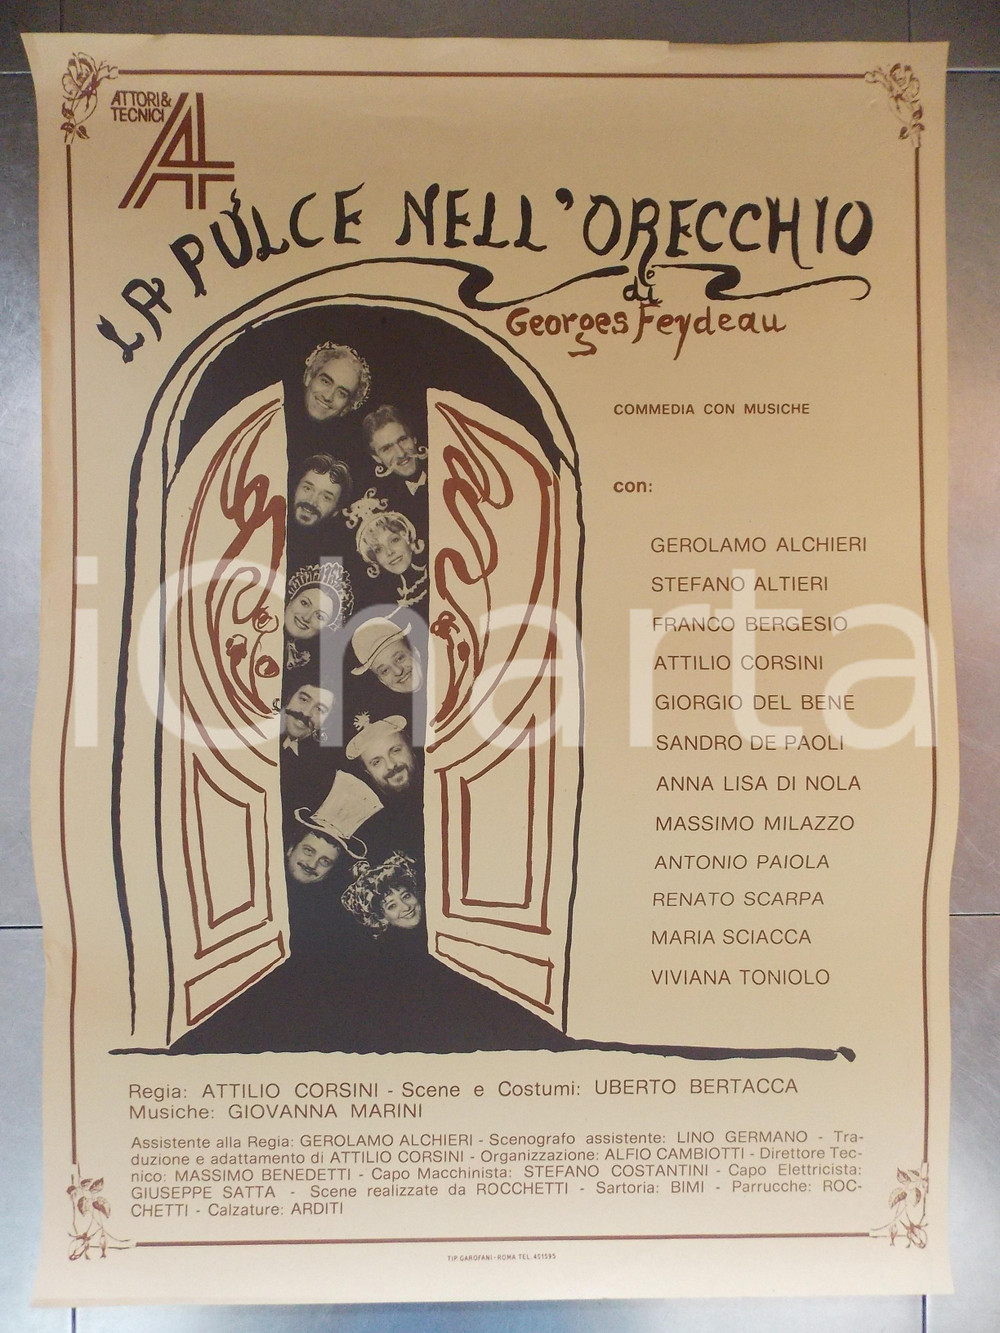 ATTORI &
TECNICI
LA PULCE NELL'ORECCHIO
di
Georges Feydeau
COMMEDIA CON MUSICHE
con:
GEROLAMO ALCHIERI
STEFANO ALTIERI
FRANCO BERGESIO
ATTILIO CORSINI
GIORGIO DEL BENE
SANDRO DE PAOLI
ANNA LISA DI NOLA
MASSIMO MILAZZO
ANTONIO PAIOLA
RENATO SCARPA
MARIA SCIACCA
VIVIANA TONIOLO
iCharta
Regia: ATTILIO CORSINI - Scene e Costumi: UBERTO BERTACCA
Musiche: GIOVANNA MARINI
Assistente alla Regia: GEROLAMO ALCHIERI - Scenografo assistente: LINO GERMANO - Tra-
duzione e adattamento di ATTILIO CORSINI - Organizzazione: ALFIO CAMBIOTTI - Direttore Tec-
nico: MASSIMO BENEDETTI - Capo Macchinista: STEFANO COSTANTINI - Capo Elettricista:
GIUSEPPE SATTA - Scene realizzate da ROCCHETTI - Sartoria: BIMI - Parrucche: ROC-
CHETTI - Calzature: ARDITI
TIP. GAROFANI - ROMA TEL. 451595